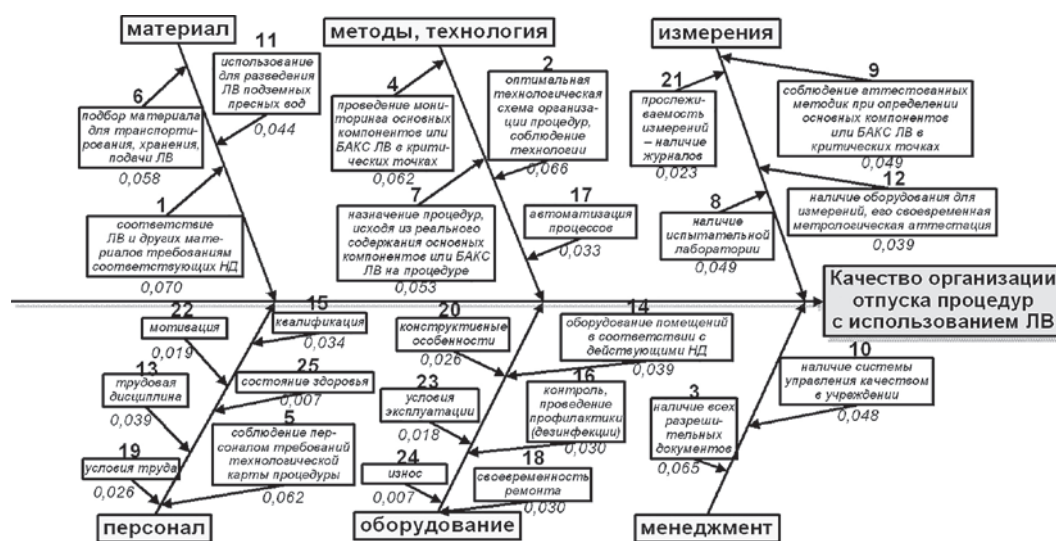 материал
методы, технология
измерения
11
использование
для разведения
ЛВ подземных
пресных вод
0,044
6
подбор материала
для транспорти-
рования, хранения,
подачи ЛВ
0,058
1
соответствие
ЛВ и других мате-
риалов требованиям
соответствующих НД
0,070
4
проведение мони-
торинга основных
компонентов или
БАКС ЛВ в крити-
ческих точках
0,062
2
оптимальная
технологическая
схема организа-
ции процедур,
соблюдение
технологии
0,066
7
назначение процедур,
исходя из реального
содержания основных
компонентов или БАКС
ЛВ на процедуре
0,053
17
автоматизация
процессов
0,033
21
прослежи-
ваемость
измерений
– наличие
журналов
0,023
9
соблюдение аттестованных
методик при определении
основных компонентов
или БАКС ЛВ в
критических точках
0,049
8
наличие
испытательной
лаборатории
0,049
12
наличие оборудования для
измерений, его своевременная
метрологическая аттестация
0,039
Качество организации
отпуска процедур
с использованием ЛВ
22
мотивация
0,019
15
квалификация
0,034
13
трудовая
дисциплина
0,039
25
состояние здоровья
0,007
19
условия труда
0,026
5
соблюдение пер-
соналом требований
технологической
карты процедуры
0,062
20
конструктивные
особенности
0,026
14
оборудование помещений
в соответствии с
действующими НД
0,039
23
условия
эксплуатации
0,018
16
контроль,
проведение
профилактики
(дезинфекции)
0,030
24
износ
0,007
18
своевременность
ремонта
0,030
3
наличие всех
разреши-
тельных
документов
0,065
10
наличие системы
управления качеством
в учреждении
0,048
персонал
оборудование
менеджмент